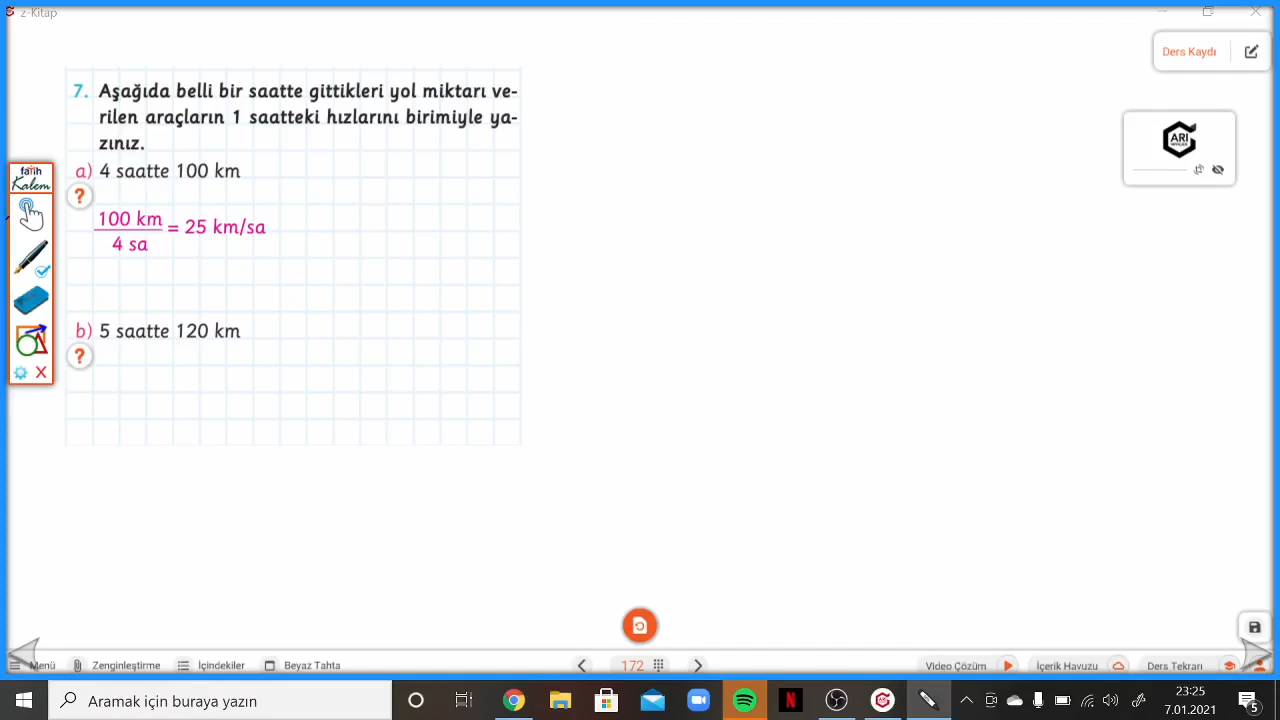 z-Kitap
Ders Kaydı
7. Aşağıda belli bir saatte gittikleri yol miktarı ve-
rilen araçların 1 saatteki hızlarını birimiyle ya-
zınız.
a) 4 saatte 100 km
?
100 km
4 sa
= 25 km/sa
b) 5 saatte 120 km
?
fatih
Kalem
ARI
Menü
Zenginleştirme
İçindekiler
Beyaz Tahta
172
Video Çözüm
İçerik Havuzu
Ders Tekrarı
Aramak için buraya yazın
N
23:25
7.01.2021
5